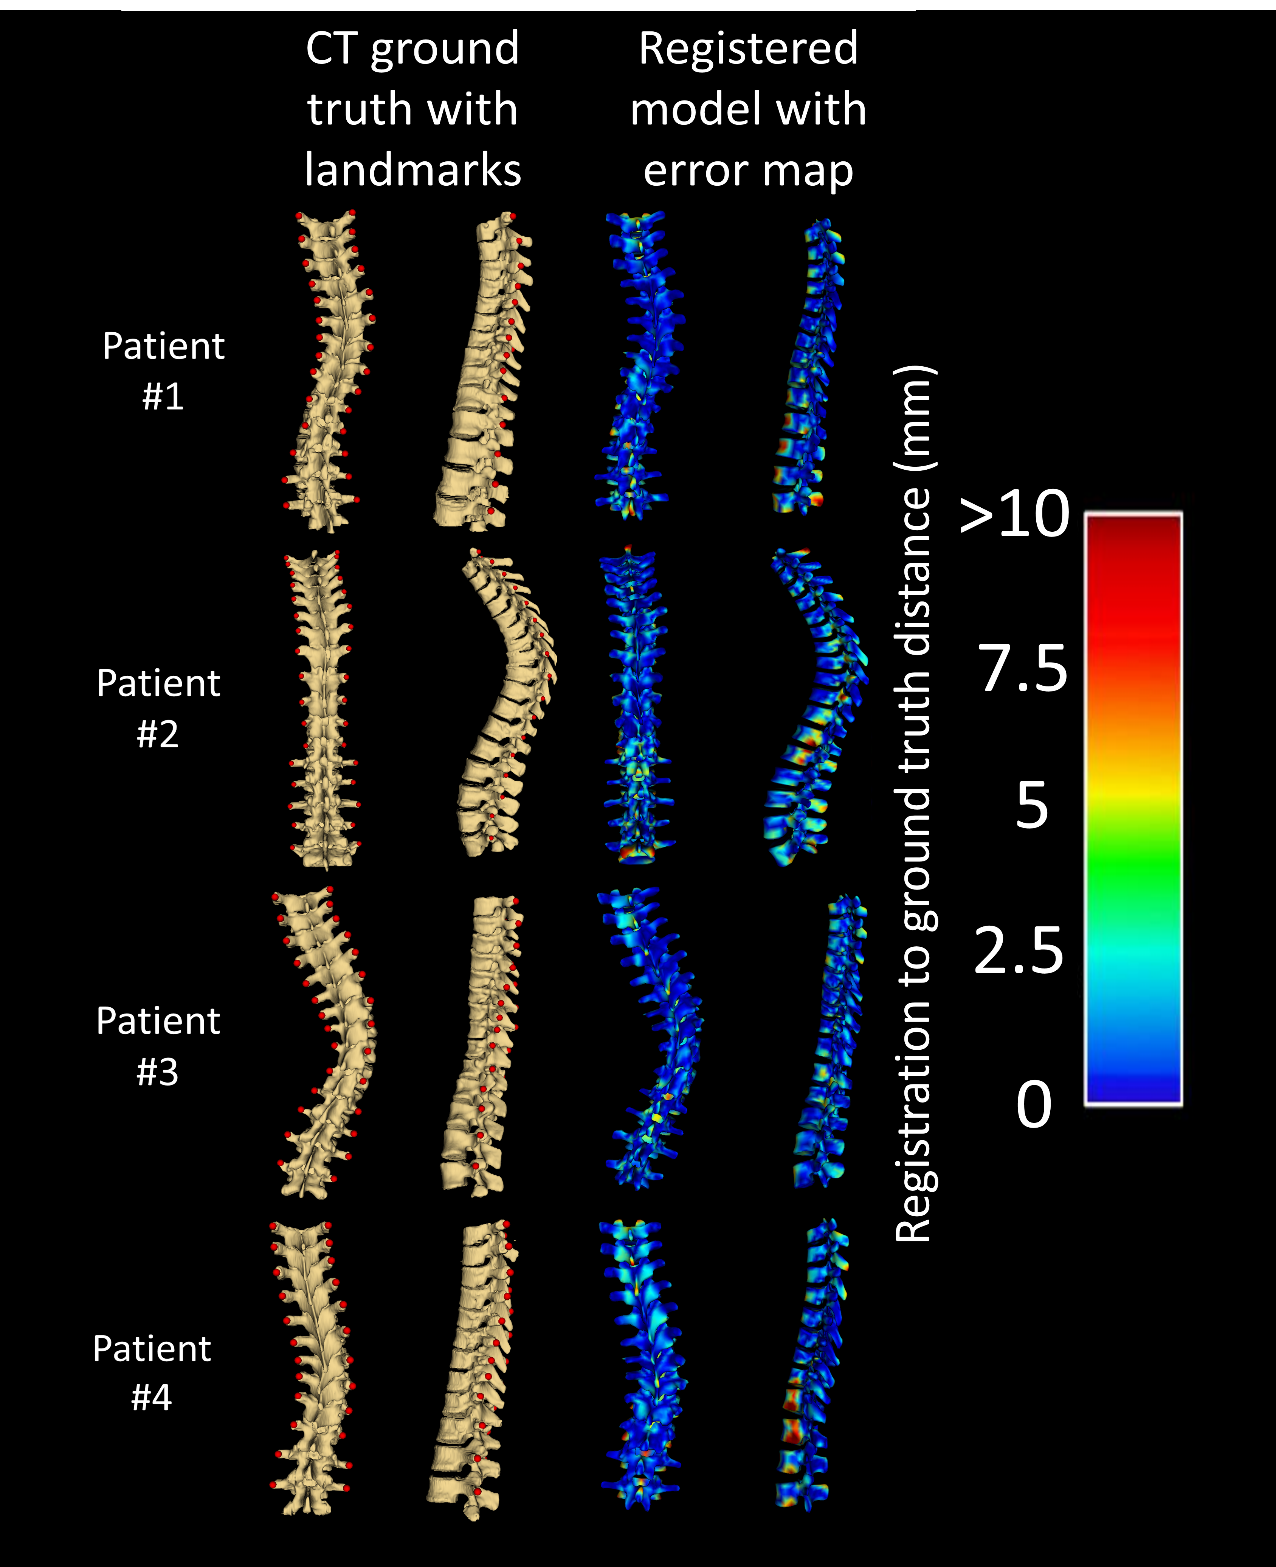 CT ground
truth with
landmarks
Registered
model with
error map
Patient
#1
Patient
#2
Patient
#3
Patient
#4
Registration to ground truth distance (mm)
>10
7.5
5
2.5
0